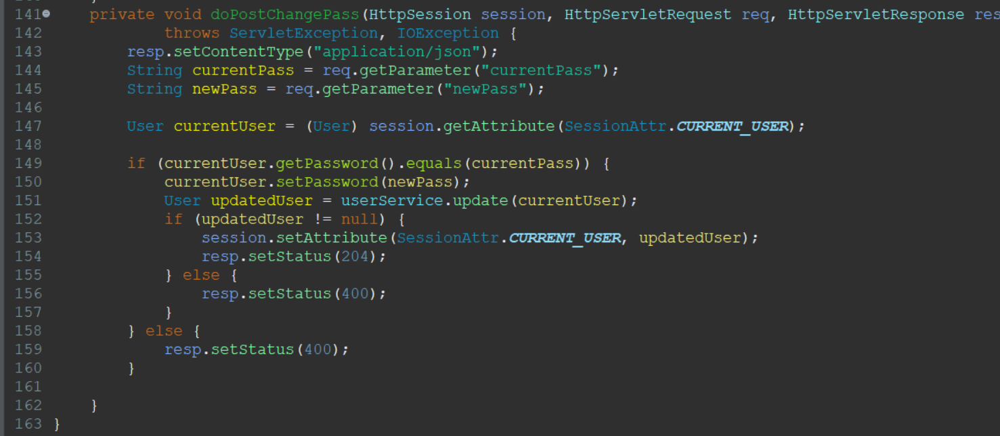 141 private void doPostChangePass(HttpSession session, HttpServletRequest req, HttpServletResponse res
142 throws ServletException, IOException {
143 resp.setContentType("application/json");
144 String currentPass = req.getParameter("currentPass");
145 String newPass = req.getParameter("newPass");
146
147 User currentUser = (User) session.getAttribute(SessionAttr.CURRENT_USER);
148
149 if (currentUser.getPassword().equals(currentPass)) {
150 currentUser.setPassword(newPass);
151 User updatedUser = userService.update(currentUser);
152 if (updatedUser != null) {
153 session.setAttribute(SessionAttr.CURRENT_USER, updatedUser);
154 resp.setStatus(204);
155 } else {
156 resp.setStatus(400);
157 }
158 } else {
159 resp.setStatus(400);
160 }
161
162 }
163 }